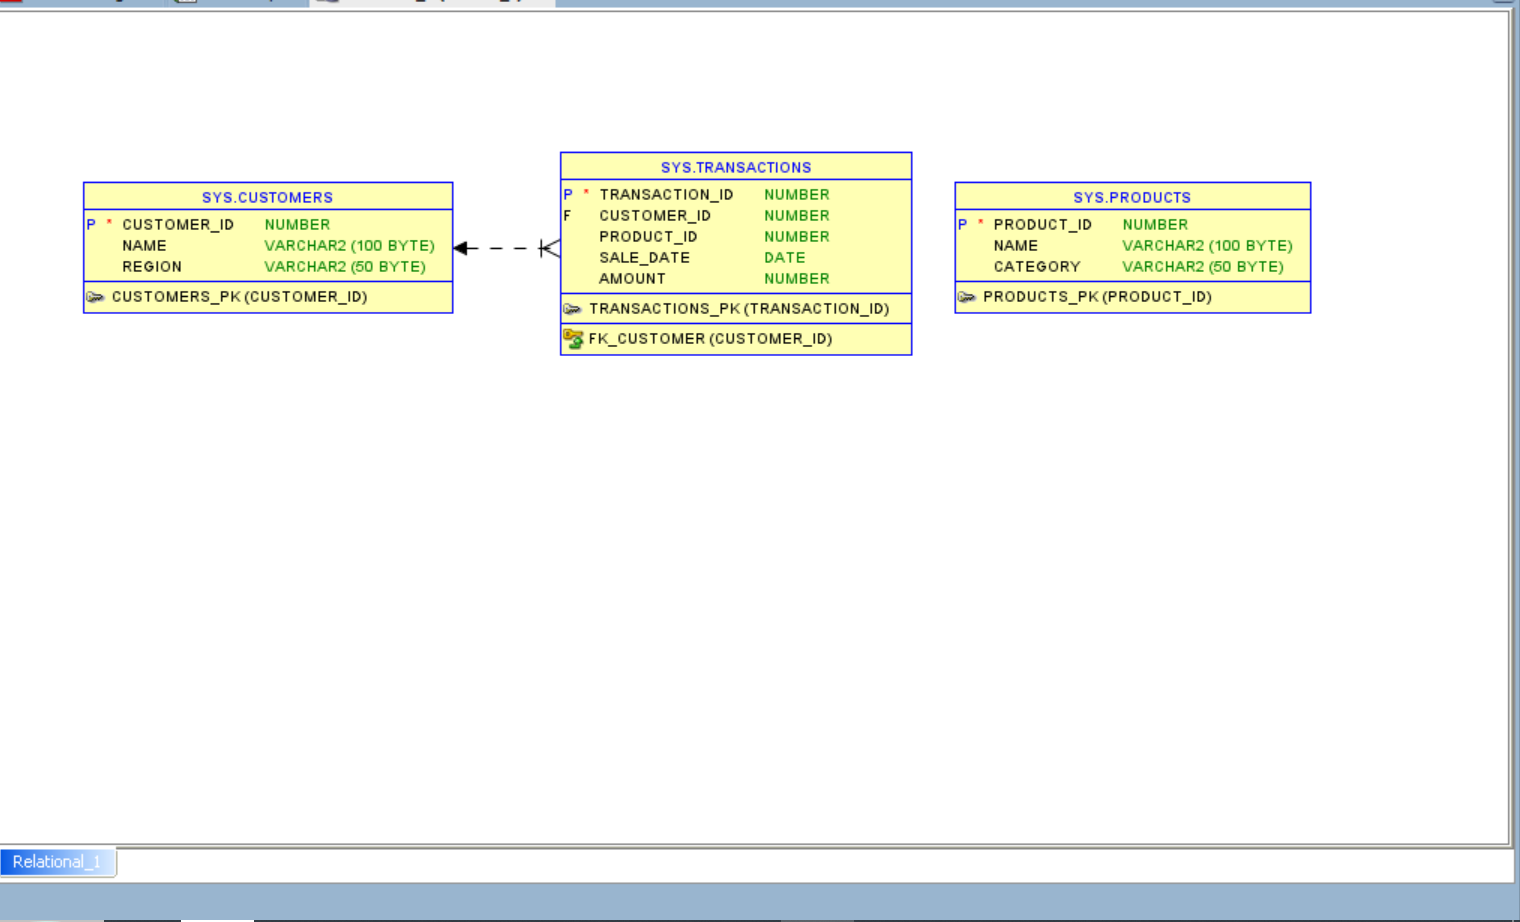 SYS.CUSTOMERS
P * CUSTOMER_ID NUMBER
NAME VARCHAR2 (100 BYTE)
REGION VARCHAR2 (50 BYTE)
CUSTOMERS_PK (CUSTOMER_ID)
SYS.TRANSACTIONS
P * TRANSACTION_ID NUMBER
F CUSTOMER_ID NUMBER
PRODUCT_ID NUMBER
SALE_DATE DATE
AMOUNT NUMBER
TRANSACTIONS_PK (TRANSACTION_ID)
FK_CUSTOMER (CUSTOMER_ID)
SYS.PRODUCTS
P * PRODUCT_ID NUMBER
NAME VARCHAR2 (100 BYTE)
CATEGORY VARCHAR2 (50 BYTE)
PRODUCTS_PK (PRODUCT_ID)
Relational_1